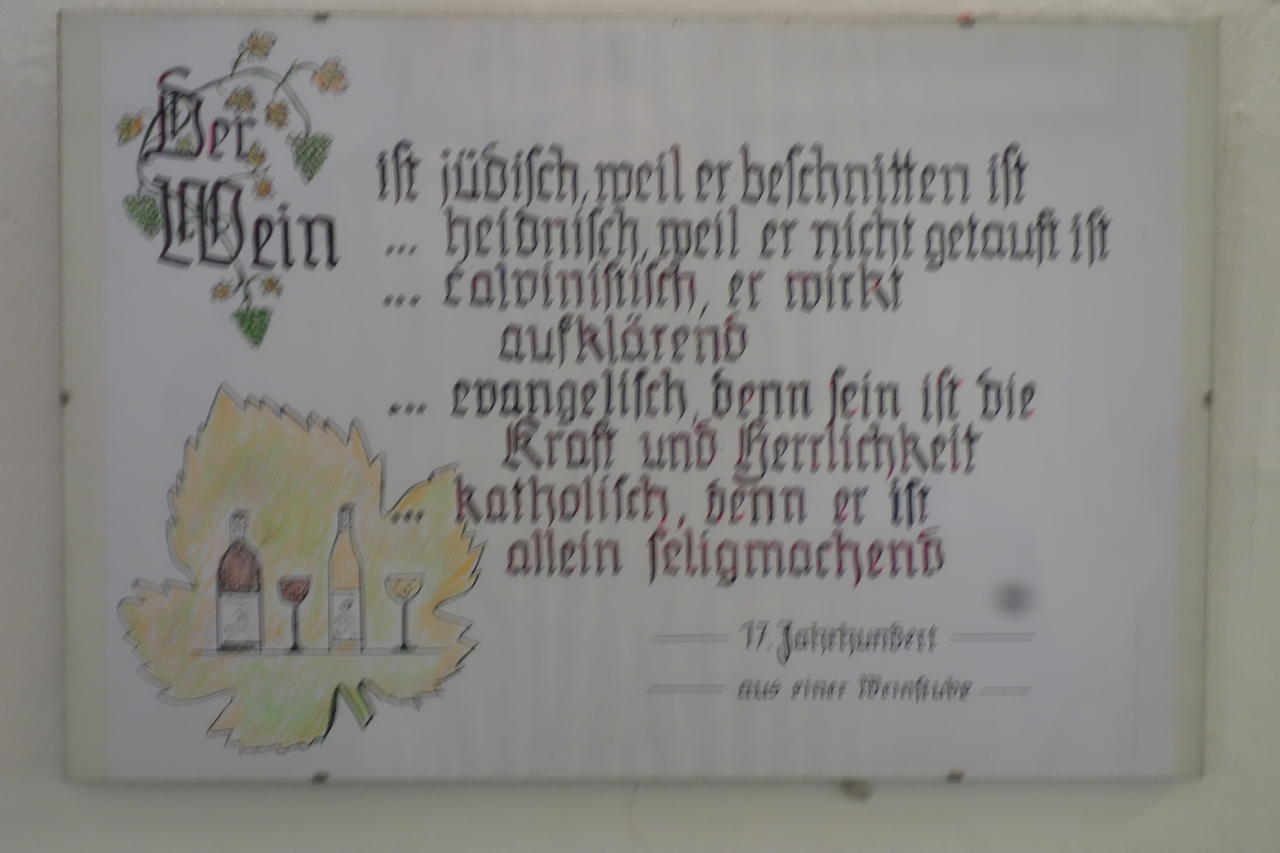 Der
Wein
ist jüdisch, weil er beschnitten ist
... heidnisch, weil er nicht getauft ist
... calvinistisch, er wirkt
aufklärend
... evangelisch, denn sein ist die
Kraft und Herrlichkeit
... katholisch, denn er ist
allein seligmachend
17. Jahrhundert
aus einer Weinstube